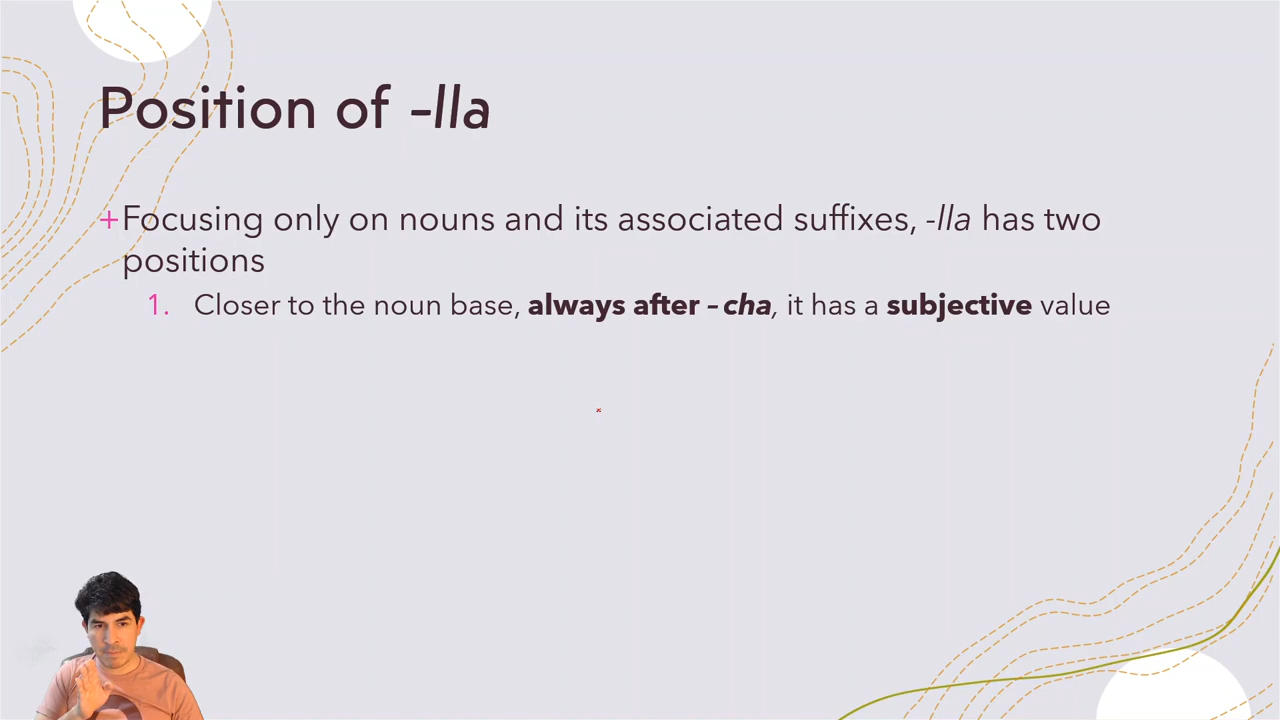 Position of -lla
+Focusing only on nouns and its associated suffixes, -lla has two
positions
1. Closer to the noun base, always after –cha, it has a subjective value